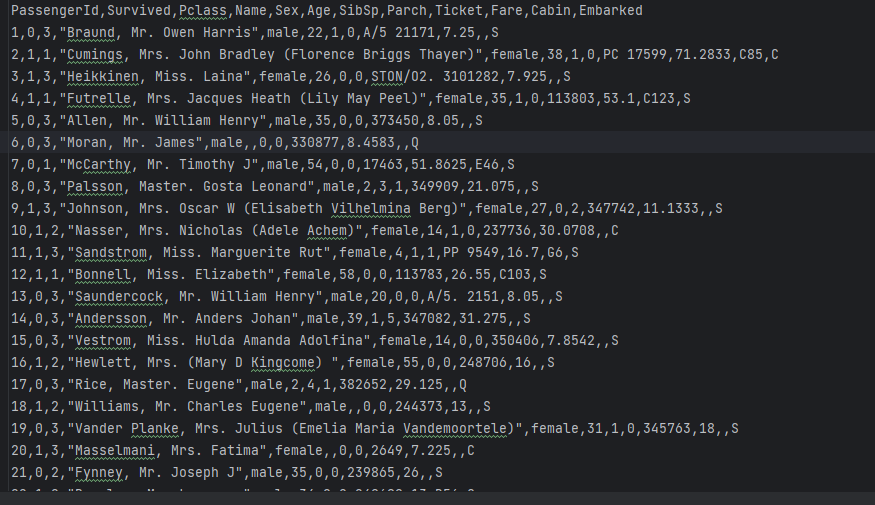 PassengerId,Survived,Pclass,Name,Sex,Age,SibSp,Parch,Ticket,Fare,Cabin,Embarked
1,0,3,"Braund, Mr. Owen Harris",male,22,1,0,A/5 21171,7.25,,S
2,1,1,"Cumings, Mrs. John Bradley (Florence Briggs Thayer)",female,38,1,0,PC 17599,71.2833,C85,C
3,1,3,"Heikkinen, Miss. Laina",female,26,0,0,STON/O2. 3101282,7.925,,S
4,1,1,"Futrelle, Mrs. Jacques Heath (Lily May Peel)",female,35,1,0,113803,53.1,C123,S
5,0,3,"Allen, Mr. William Henry",male,35,0,0,373450,8.05,,S
6,0,3,"Moran, Mr. James",male,,0,0,330877,8.4583,,Q
7,0,1,"McCarthy, Mr. Timothy J",male,54,0,0,17463,51.8625,E46,S
8,0,3,"Palsson, Master. Gosta Leonard",male,2,3,1,349909,21.075,,S
9,1,3,"Johnson, Mrs. Oscar W (Elisabeth Vilhelmina Berg)",female,27,0,2,347742,11.1333,,S
10,1,2,"Nasser, Mrs. Nicholas (Adele Achem)",female,14,1,0,237736,30.0708,,C
11,1,3,"Sandstrom, Miss. Marguerite Rut",female,4,1,1,PP 9549,16.7,G6,S
12,1,1,"Bonnell, Miss. Elizabeth",female,58,0,0,113783,26.55,C103,S
13,0,3,"Saundercock, Mr. William Henry",male,20,0,0,A/5. 2151,8.05,,S
14,0,3,"Andersson, Mr. Anders Johan",male,39,1,5,347082,31.275,,S
15,0,3,"Vestrom, Miss. Hulda Amanda Adolfina",female,14,0,0,350406,7.8542,,S
16,1,2,"Hewlett, Mrs. (Mary D Kingcome) ",female,55,0,0,248706,16,,S
17,0,3,"Rice, Master. Eugene",male,2,4,1,382652,29.125,,Q
18,1,2,"Williams, Mr. Charles Eugene",male,,0,0,244373,13,,S
19,0,3,"Vander Planke, Mrs. Julius (Emelia Maria Vandemoortele)",female,31,1,0,345763,18,,S
20,1,3,"Masselmani, Mrs. Fatima",female,,0,0,2649,7.225,,C
21,0,2,"Fynney, Mr. Joseph J",male,35,0,0,239865,26,,S